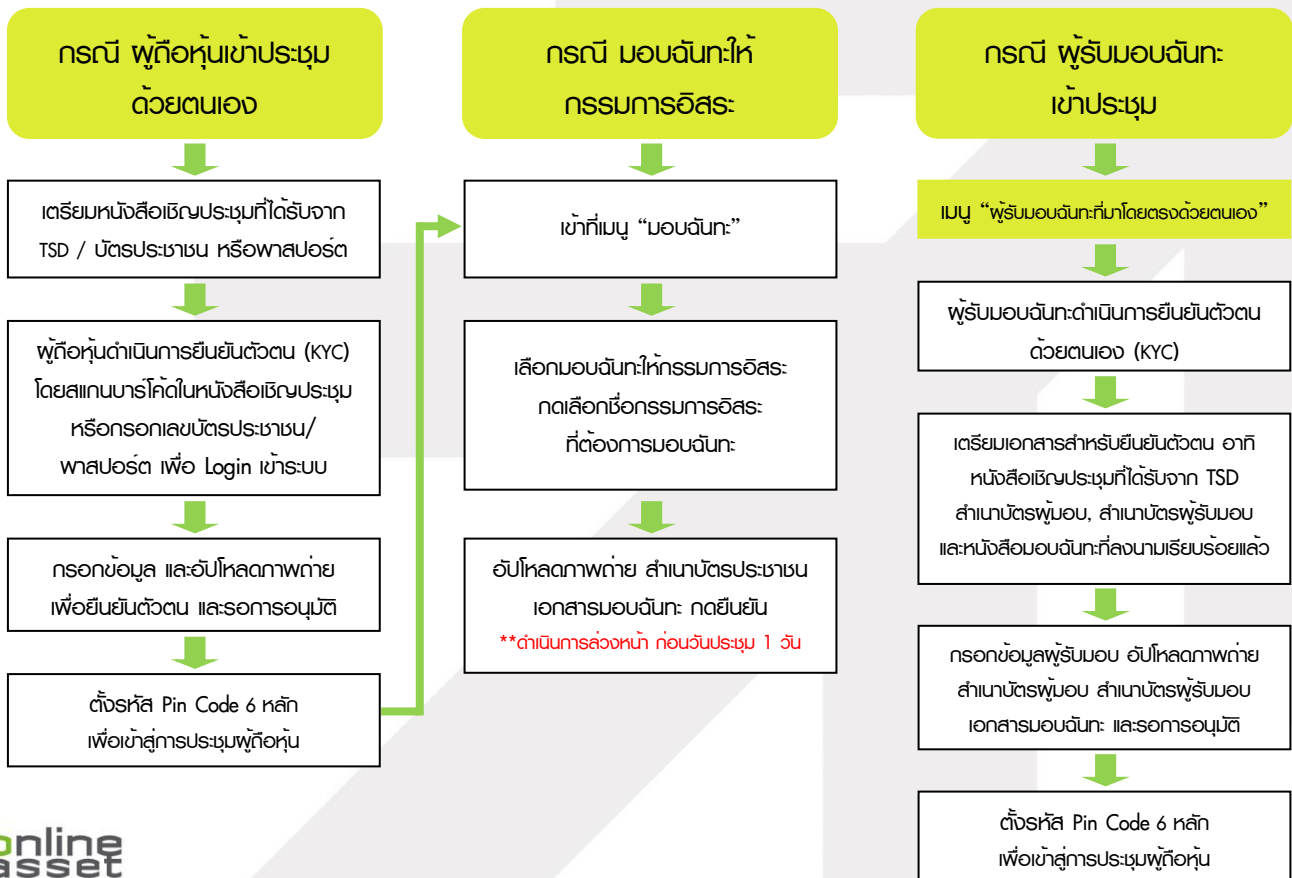 กรณี ผู้ถือหุ้นเข้าประชุม
ด้วยตนเอง
เตรียมหนังสือเชิญประชุมที่ได้รับจาก
TSD / บัตรประชาชน หรือพาสปอร์ต
ผู้ถือหุ้นดำเนินการยืนยันตัวตน (KYC)
โดยสแกนบาร์โค้ดในหนังสือเชิญประชุม
หรือกรอกเลขบัตรประชาชน/
พาสปอร์ต เพื่อ Login เข้าระบบ
กรอกข้อมูล และอัปโหลดภาพถ่าย
เพื่อยืนยันตัวตน และรอการอนุมัติ
ตั้งรหัส Pin Code 6 หลัก
เพื่อเข้าสู่การประชุมผู้ถือหุ้น
กรณี มอบฉันทะให้
กรรมการอิสระ
เข้าที่เมนู “มอบฉันทะ”
เลือกมอบฉันทะให้กรรมการอิสระ
กดเลือกชื่อกรรมการอิสระ
ที่ต้องการมอบฉันทะ
อัปโหลดภาพถ่าย สำเนาบัตรประชาชน
เอกสารมอบฉันทะ กดยืนยัน
**ดำเนินการล่วงหน้า ก่อนวันประชุม 1 วัน
กรณี ผู้รับมอบฉันทะ
เข้าประชุม
เมนู “ผู้รับมอบฉันทะที่มาโดยตรงด้วยตนเอง”
ผู้รับมอบฉันทะดำเนินการยืนยันตัวตน
ด้วยตนเอง (KYC)
เตรียมเอกสารสำหรับยืนยันตัวตน อาทิ
หนังสือเชิญประชุมที่ได้รับจาก TSD
สำเนาบัตรผู้มอบ, สำเนาบัตรผู้รับมอบ
และหนังสือมอบฉันทะที่ลงนามเรียบร้อยแล้ว
กรอกข้อมูลผู้รับมอบ อัปโหลดภาพถ่าย
สำเนาบัตรผู้มอบ สำเนาบัตรผู้รับมอบ
เอกสารมอบฉันทะ และรอการอนุมัติ
ตั้งรหัส Pin Code 6 หลัก
เพื่อเข้าสู่การประชุมผู้ถือหุ้น
online
asset